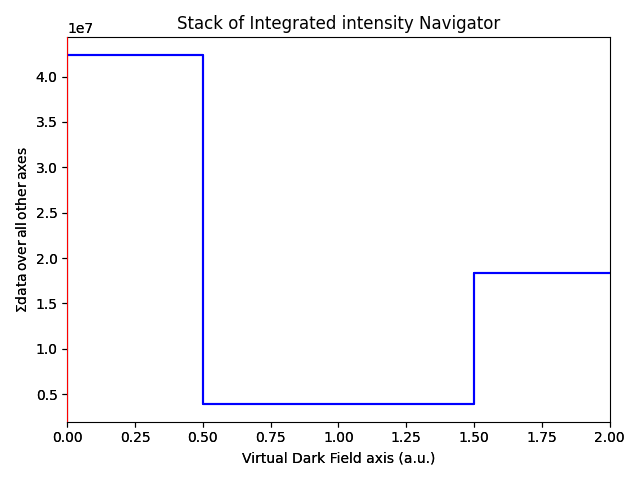 Stack of Integrated intensity Navigator
1e7
4.0
3.5
3.0
2.5
2.0
1.5
1.0
0.5
Σdata over all other axes
0.00 0.25 0.50 0.75 1.00 1.25 1.50 1.75 2.00
Virtual Dark Field axis (a.u.)